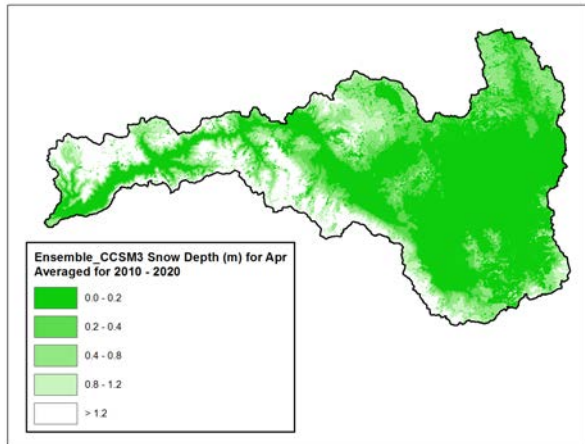 Ensemble_CCSM3 Snow Depth (m) for Apr
Averaged for 2010 - 2020
0.0 - 0.2
0.2 - 0.4
0.4 - 0.8
0.8 - 1.2
> 1.2